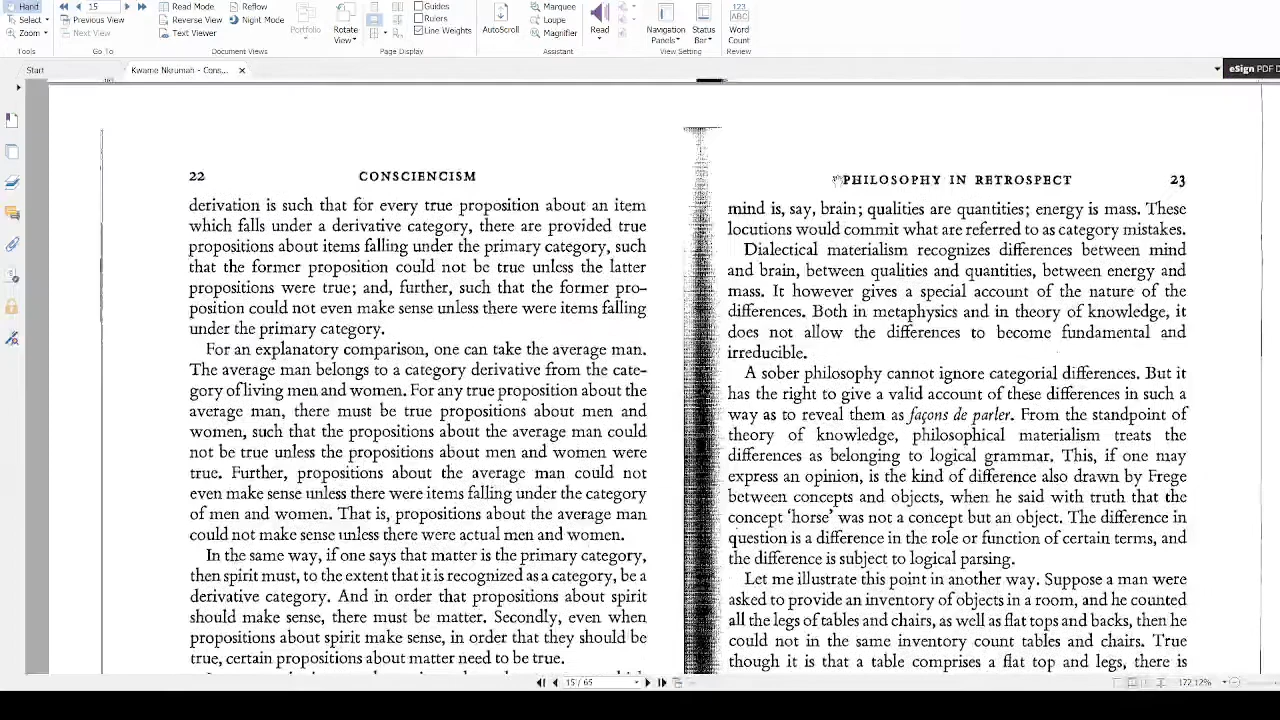 Hand
15
Read Mode
Reflow
Guides
Marquee
Select
Previous View
Reverse View
Night Mode
Rulers
Loupe
Zoom
Next View
Text Viewer
Portfolio
Rotate View
Line Weights
AutoScroll
Magnifier
Read
Navigation Panels
Status Bar
Word Count
Tools
Go To
Document Views
Page Display
Assistant
View Setting
Review
Start
Kwame Nkrumah - Cons...
eSign PDF D
22 CONSCIENCISM
derivation is such that for every true proposition about an item
which falls under a derivative category, there are provided true
propositions about items falling under the primary category, such
that the former proposition could not be true unless the latter
propositions were true; and, further, such that the former pro-
position could not even make sense unless there were items falling
under the primary category.
For an explanatory comparison, one can take the average man.
The average man belongs to a category derivative from the cate-
gory of living men and women. For any true proposition about the
average man, there must be true propositions about men and
women, such that the propositions about the average man could
not be true unless the propositions about men and women were
true. Further, propositions about the average man could not
even make sense unless there were items falling under the category
of men and women. That is, propositions about the average man
could not make sense unless there were actual men and women.
In the same way, if one says that matter is the primary category,
then spirit must, to the extent that it is recognized as a category, be a
derivative category. And in order that propositions about spirit
should make sense, there must be matter. Secondly, even when
propositions about spirit make sense, in order that they should be
true, certain propositions about matter need to be true.
PHILOSOPHY IN RETROSPECT 23
mind is, say, brain; qualities are quantities; energy is mass. These
locutions would commit what are referred to as category mistakes.
Dialectical materialism recognizes differences between mind
and brain, between qualities and quantities, between energy and
mass. It however gives a special account of the nature of the
differences. Both in metaphysics and in theory of knowledge, it
does not allow the differences to become fundamental and
irreducible.
A sober philosophy cannot ignore categorial differences. But it
has the right to give a valid account of these differences in such a
way as to reveal them as façons de parler. From the standpoint of
theory of knowledge, philosophical materialism treats the
differences as belonging to logical grammar. This, if one may
express an opinion, is the kind of difference also drawn by Frege
between concepts and objects, when he said with truth that the
concept 'horse' was not a concept but an object. The difference in
question is a difference in the role or function of certain terms, and
the difference is subject to logical parsing.
Let me illustrate this point in another way. Suppose a man were
asked to provide an inventory of objects in a room, and he counted
all the legs of tables and chairs, as well as flat tops and backs, then he
could not in the same inventory count tables and chairs. True
though it is that a table comprises a flat top and legs, there is
15 / 65
172.12%